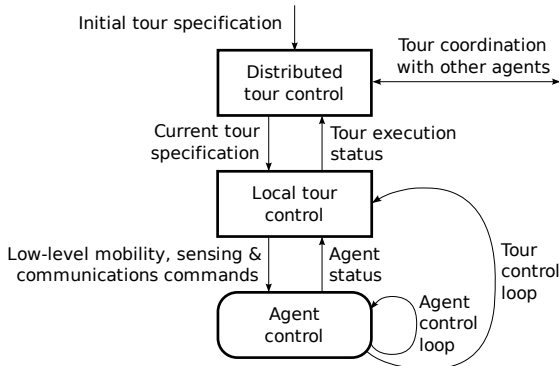 Initial tour specification
Distributed
tour control
Tour coordination
with other agents
Current tour
specification
Tour execution
status
Local tour
control
Low-level mobility, sensing &
communications commands
Agent
status
Tour
control
loop
Agent
control
Agent
control
loop